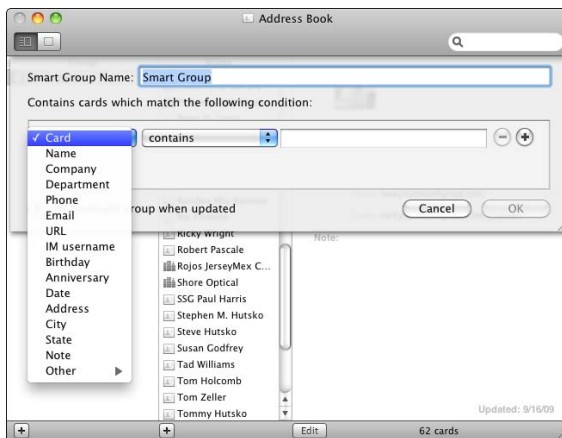 Address Book
Smart Group Name: Smart Group
Contains cards which match the following condition:
✓ Card
contains
Name
Company
Department
Phone
Email
URL
IM username
Birthday
Anniversary
Date
Address
City
State
Note
Other
group when updated
Cancel
OK
Ricky Wright
Robert Pascale
Rojos JerseyMex C...
Shore Optical
SSG Paul Harris
Stephen M. Hutsko
Steve Hutsko
Susan Godfrey
Tad Williams
Tom Holcomb
Tom Zeller
Tommy Hutsko
Note:
Updated: 9/16/09
Edit
62 cards